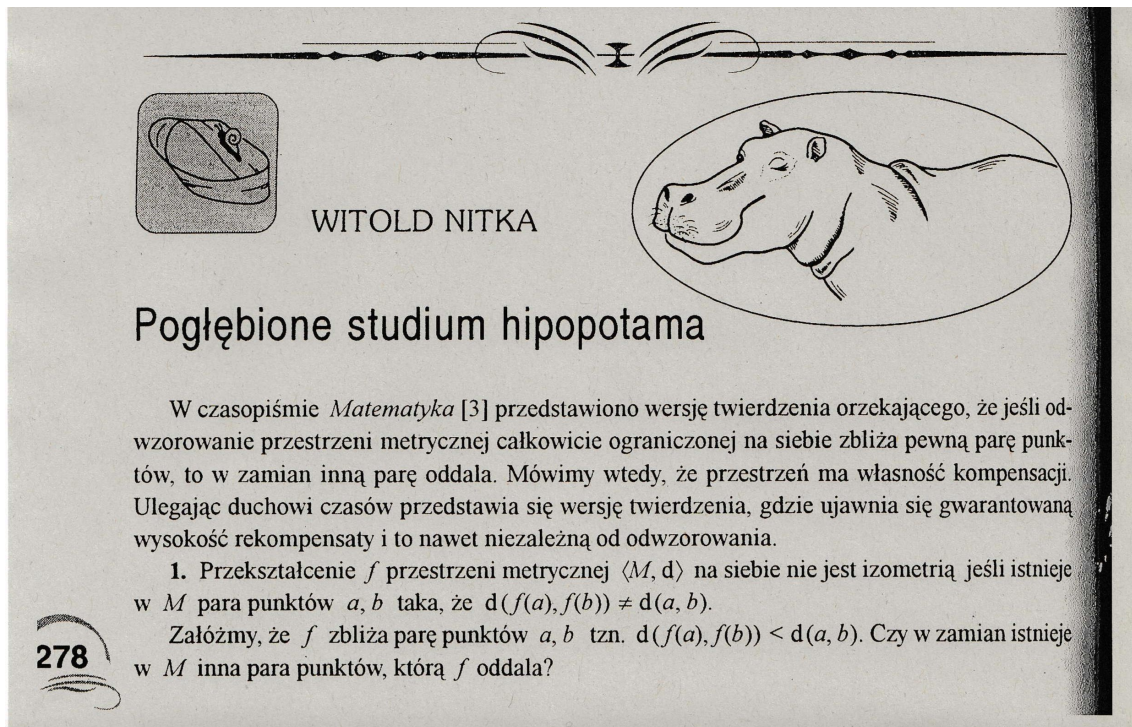 WITOLD NITKA
Pogłębione studium hipopotama
W czasopiśmie Matematyka [3] przedstawiono wersję twierdzenia orzekającego, że jeśli od-
wzorowanie przestrzeni metrycznej całkowicie ograniczonej na siebie zbliża pewną parę punk-
tów, to w zamian inną parę oddala. Mówimy wtedy, że przestrzeń ma własność kompensacji.
Ulegając duchowi czasów przedstawia się wersję twierdzenia, gdzie ujawnia się gwarantowaną
wysokość rekompensaty i to nawet niezależną od odwzorowania.
1. Przekształcenie f przestrzeni metrycznej ⟨M, d⟩ na siebie nie jest izometrią jeśli istnieje
w M para punktów a, b taka, że d(f(a), f(b)) ≠ d(a, b).
Załóżmy, że f zbliża parę punktów a, b tzn. d(f(a), f(b)) < d(a, b). Czy w zamian istnieje
w M inna para punktów, którą f oddala?
278